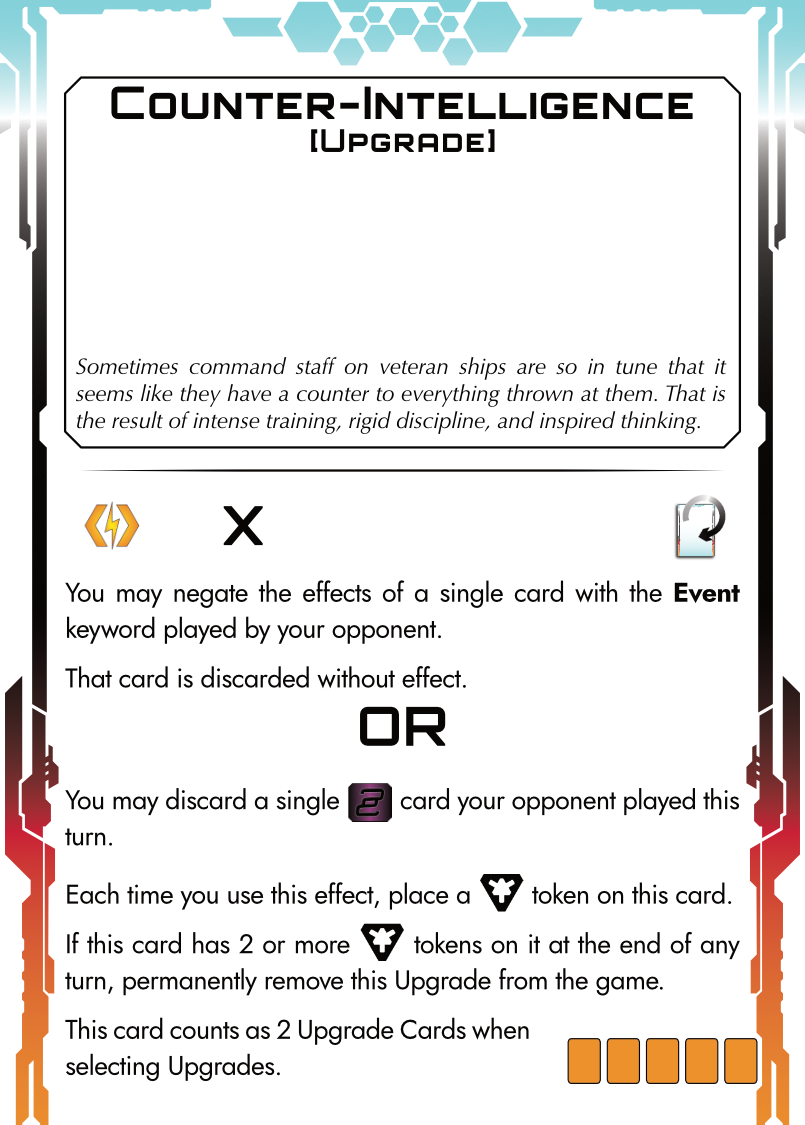 Counter-Intelligence
[Upgrade]
Sometimes command staff on veteran ships are so in tune that it
seems like they have a counter to everything thrown at them. That is
the result of intense training, rigid discipline, and inspired thinking.
X
You may negate the effects of a single card with the Event
keyword played by your opponent.
That card is discarded without effect.
OR
You may discard a single card your opponent played this
turn.
Each time you use this effect, place a token on this card.
If this card has 2 or more tokens on it at the end of any
turn, permanently remove this Upgrade from the game.
This card counts as 2 Upgrade Cards when
selecting Upgrades.